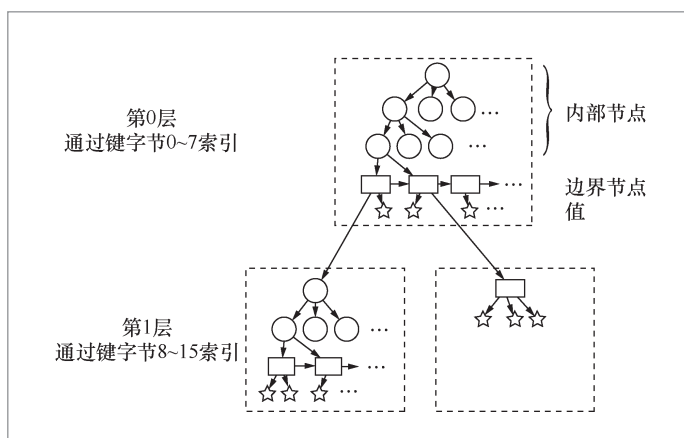 第0层
通过键字节0~7索引
内部节点
边界节点
值
第1层
通过键字节8~15索引